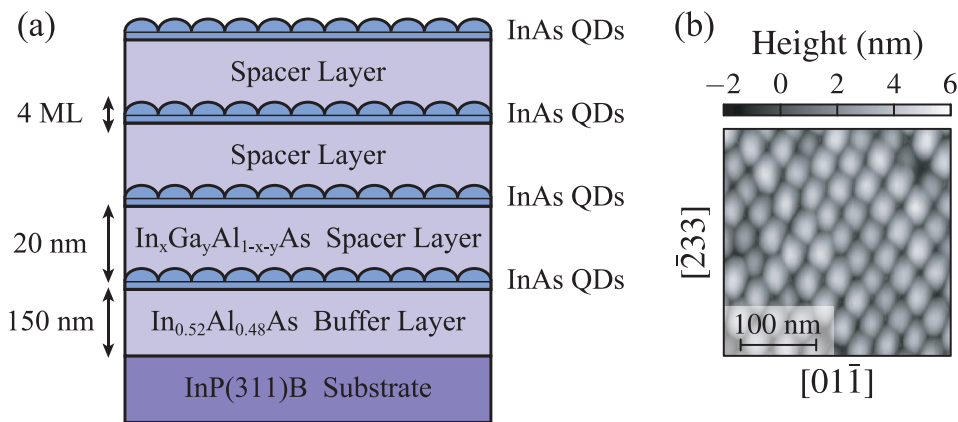 (a)
InAs QDs
Spacer Layer
4 ML
InAs QDs
Spacer Layer
InAs QDs
20 nm
InₓGaᵧAl₁₋ₓ₋ᵧAs Spacer Layer
InAs QDs
150 nm
In₀.₅₂Al₀.₄₈As Buffer Layer
InP(311)B Substrate
(b)
Height (nm)
−2 0 2 4 6
[2̄33]
100 nm
[011̄]